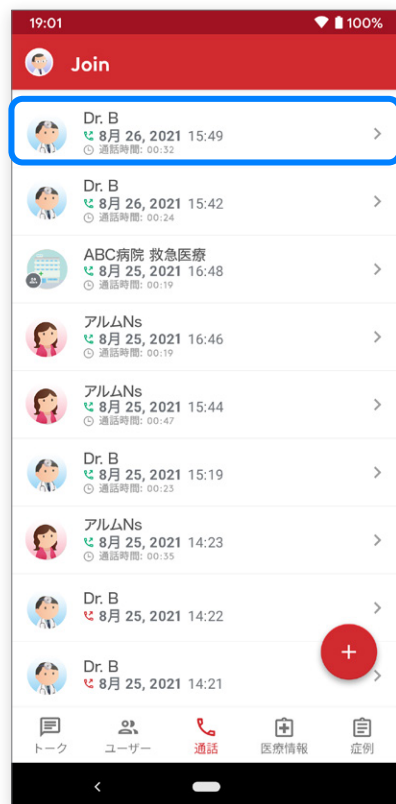 19:01 100%
Join
Dr. B
8月 26, 2021 15:49
通話時間: 00:32
Dr. B
8月 26, 2021 15:42
通話時間: 00:24
ABC病院 救急医療
8月 25, 2021 16:48
通話時間: 00:19
アルムNs
8月 25, 2021 16:46
通話時間: 00:19
アルムNs
8月 25, 2021 15:44
通話時間: 00:47
Dr. B
8月 25, 2021 15:19
通話時間: 00:23
アルムNs
8月 25, 2021 14:23
通話時間: 00:35
Dr. B
8月 25, 2021 14:22
Dr. B
8月 25, 2021 14:21
トーク ユーザー 通話 医療情報 症例